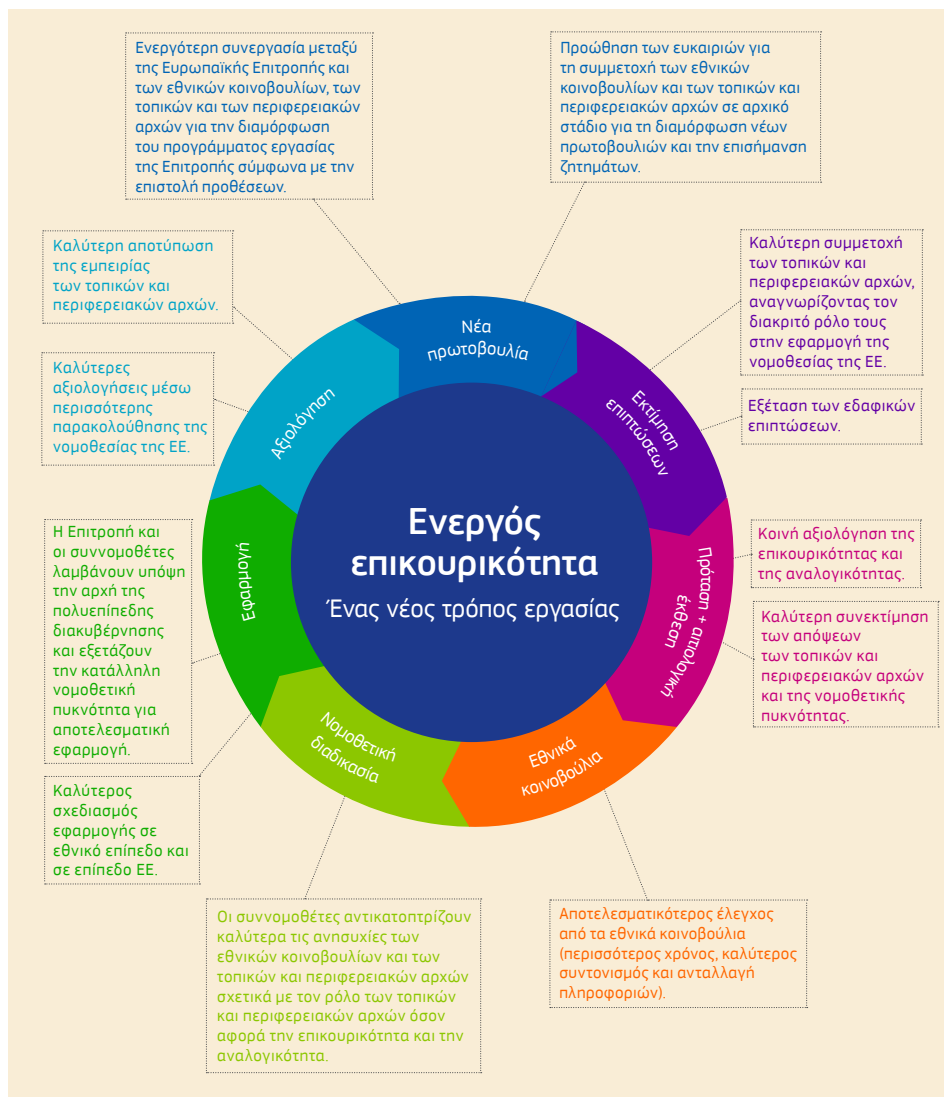 Ενεργότερη συνεργασία μεταξύ
της Ευρωπαϊκής Επιτροπής και
των εθνικών κοινοβουλίων, των
τοπικών και των περιφερειακών
αρχών για την διαμόρφωση
του προγράμματος εργασίας
της Επιτροπής σύμφωνα με την
επιστολή προθέσεων.
Προώθηση των ευκαιριών για
τη συμμετοχή των εθνικών
κοινοβουλίων και των τοπικών και
περιφερειακών αρχών σε αρχικό
στάδιο για τη διαμόρφωση νέων
πρωτοβουλιών και την επισήμανση
ζητημάτων.
Καλύτερη αποτύπωση
της εμπειρίας
των τοπικών και
περιφερειακών αρχών.
Καλύτερη συμμετοχή
των τοπικών και
περιφερειακών αρχών,
αναγνωρίζοντας τον
διακριτό ρόλο τους
στην εφαρμογή της
νομοθεσίας της ΕΕ.
Καλύτερες
αξιολογήσεις μέσω
περισσότερης
παρακολούθησης της
νομοθεσίας της ΕΕ.
Εξέταση των εδαφικών
επιπτώσεων.
Νέα
πρωτοβουλία
Εκτίμηση
επιπτώσεων
Πρόταση + αιτιολογική
έκθεση
Εθνικά
κοινοβούλια
Νομοθετική
διαδικασία
Εφαρμογή
Αξιολόγηση
Ενεργός
επικουρικότητα
Ένας νέος τρόπος εργασίας
Η Επιτροπή και
οι συννομοθέτες
λαμβάνουν υπόψη
την αρχή της
πολυεπίπεδης
διακυβέρνησης
και εξετάζουν
την κατάλληλη
νομοθετική
πυκνότητα για
αποτελεσματική
εφαρμογή.
Κοινή αξιολόγηση της
επικουρικότητας και
της αναλογικότητας.
Καλύτερη συνεκτίμηση
των απόψεων
των τοπικών και
περιφερειακών αρχών
και της νομοθετικής
πυκνότητας.
Καλύτερος
σχεδιασμός
εφαρμογής σε
εθνικό επίπεδο και
σε επίπεδο ΕΕ.
Οι συννομοθέτες αντικατοπτρίζουν
καλύτερα τις ανησυχίες των
εθνικών κοινοβουλίων και των
τοπικών και περιφερειακών αρχών
σχετικά με τον ρόλο των τοπικών
και περιφερειακών αρχών όσον
αφορά την επικουρικότητα και την
αναλογικότητα.
Αποτελεσματικότερος έλεγχος
από τα εθνικά κοινοβούλια
(περισσότερος χρόνος, καλύτερος
συντονισμός και ανταλλαγή
πληροφοριών).